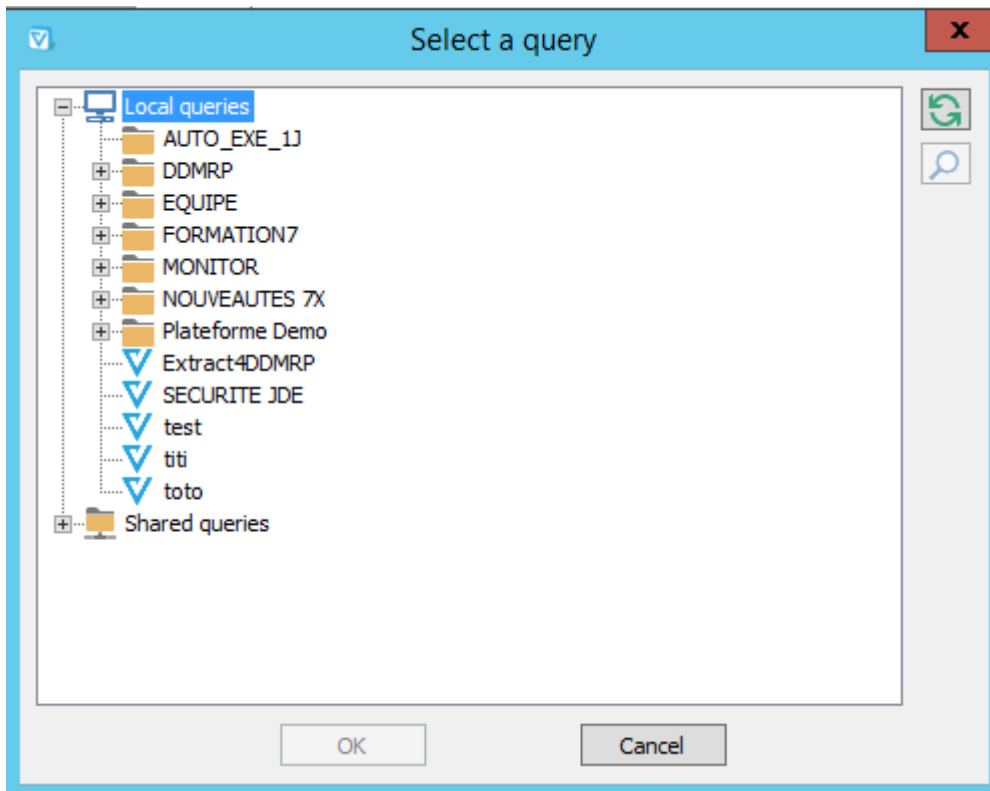 Select a query
Local queries
AUTO_EXE_1J
DDMRP
EQUIPE
FORMATION7
MONITOR
NOUVEAUTES 7X
Plateforme Demo
Extract4DDMRP
SECURITE JDE
test
titi
toto
Shared queries
OK Cancel